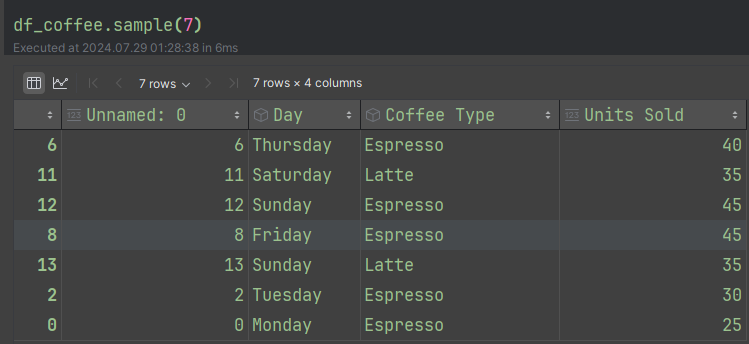 df_coffee.sample(7)
Executed at 2024.07.29 01:28:38 in 6ms
7 rows 7 rows × 4 columns
123 Unnamed: 0 Day Coffee Type 123 Units Sold
6 6 Thursday Espresso 40
11 11 Saturday Latte 35
12 12 Sunday Espresso 45
8 8 Friday Espresso 45
13 13 Sunday Latte 35
2 2 Tuesday Espresso 30
0 0 Monday Espresso 25